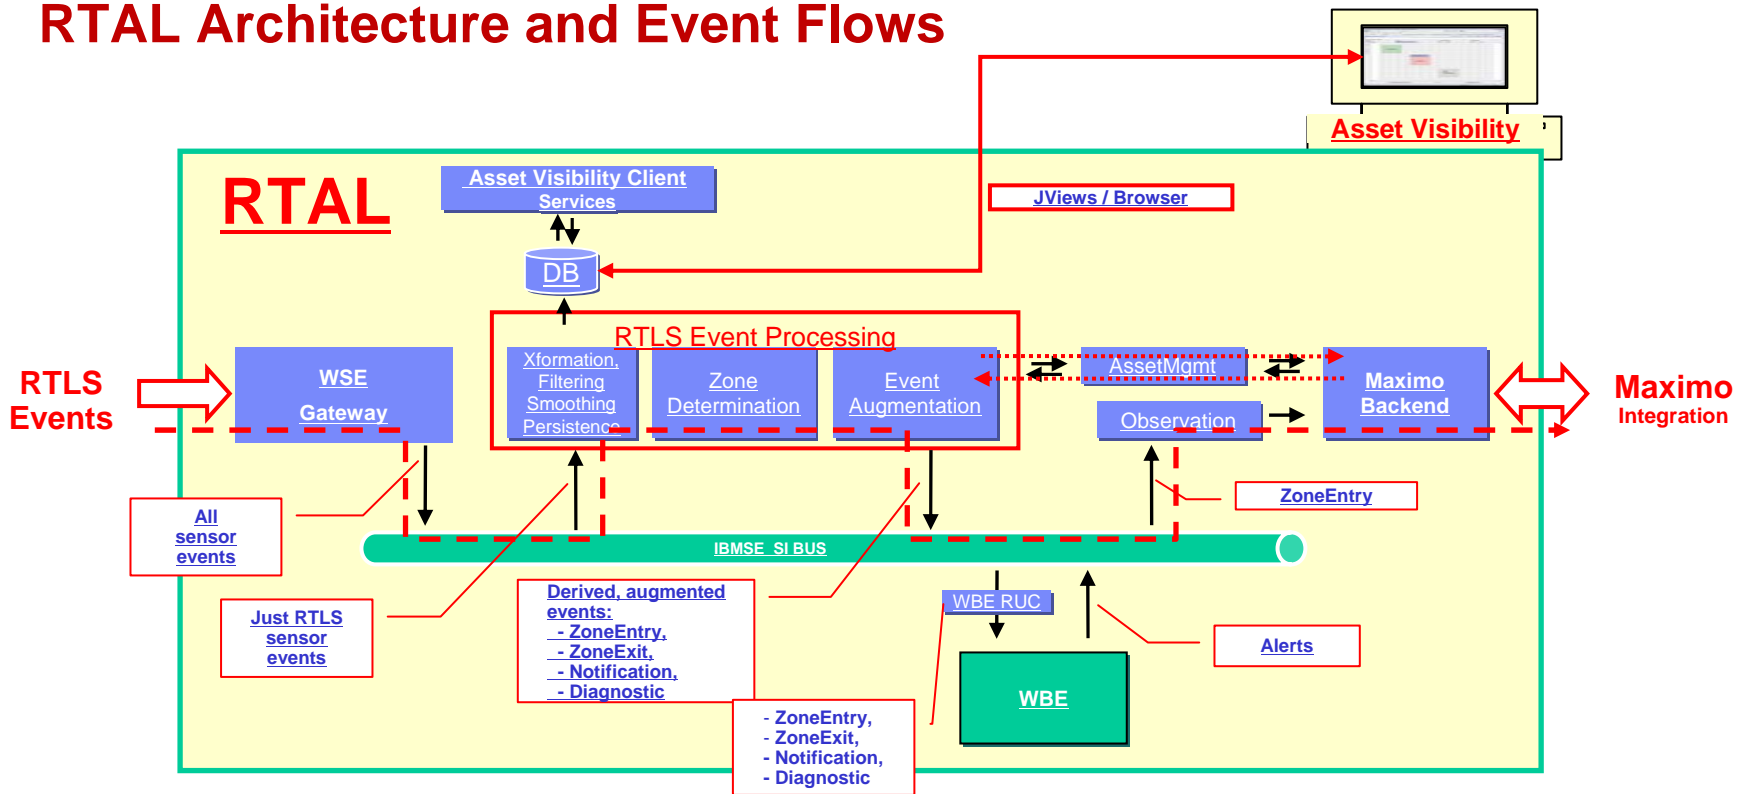 RTAL Architecture and Event Flows
Asset Visibility
RTAL
Asset Visibility Client
Services
JViews / Browser
DB
RTLS Event Processing
RTLS
Events
WSE
Gateway
Xformation,
Filtering
Smoothing
Persistence
Zone
Determination
Event
Augmentation
AssetMgmt
Observation
Maximo
Backend
Maximo
Integration
All
sensor
events
ZoneEntry
IBMSE SI BUS
Just RTLS
sensor
events
Derived, augmented
events:
- ZoneEntry,
- ZoneExit,
- Notification,
- Diagnostic
WBE RUC
Alerts
WBE
- ZoneEntry,
- ZoneExit,
- Notification,
- Diagnostic